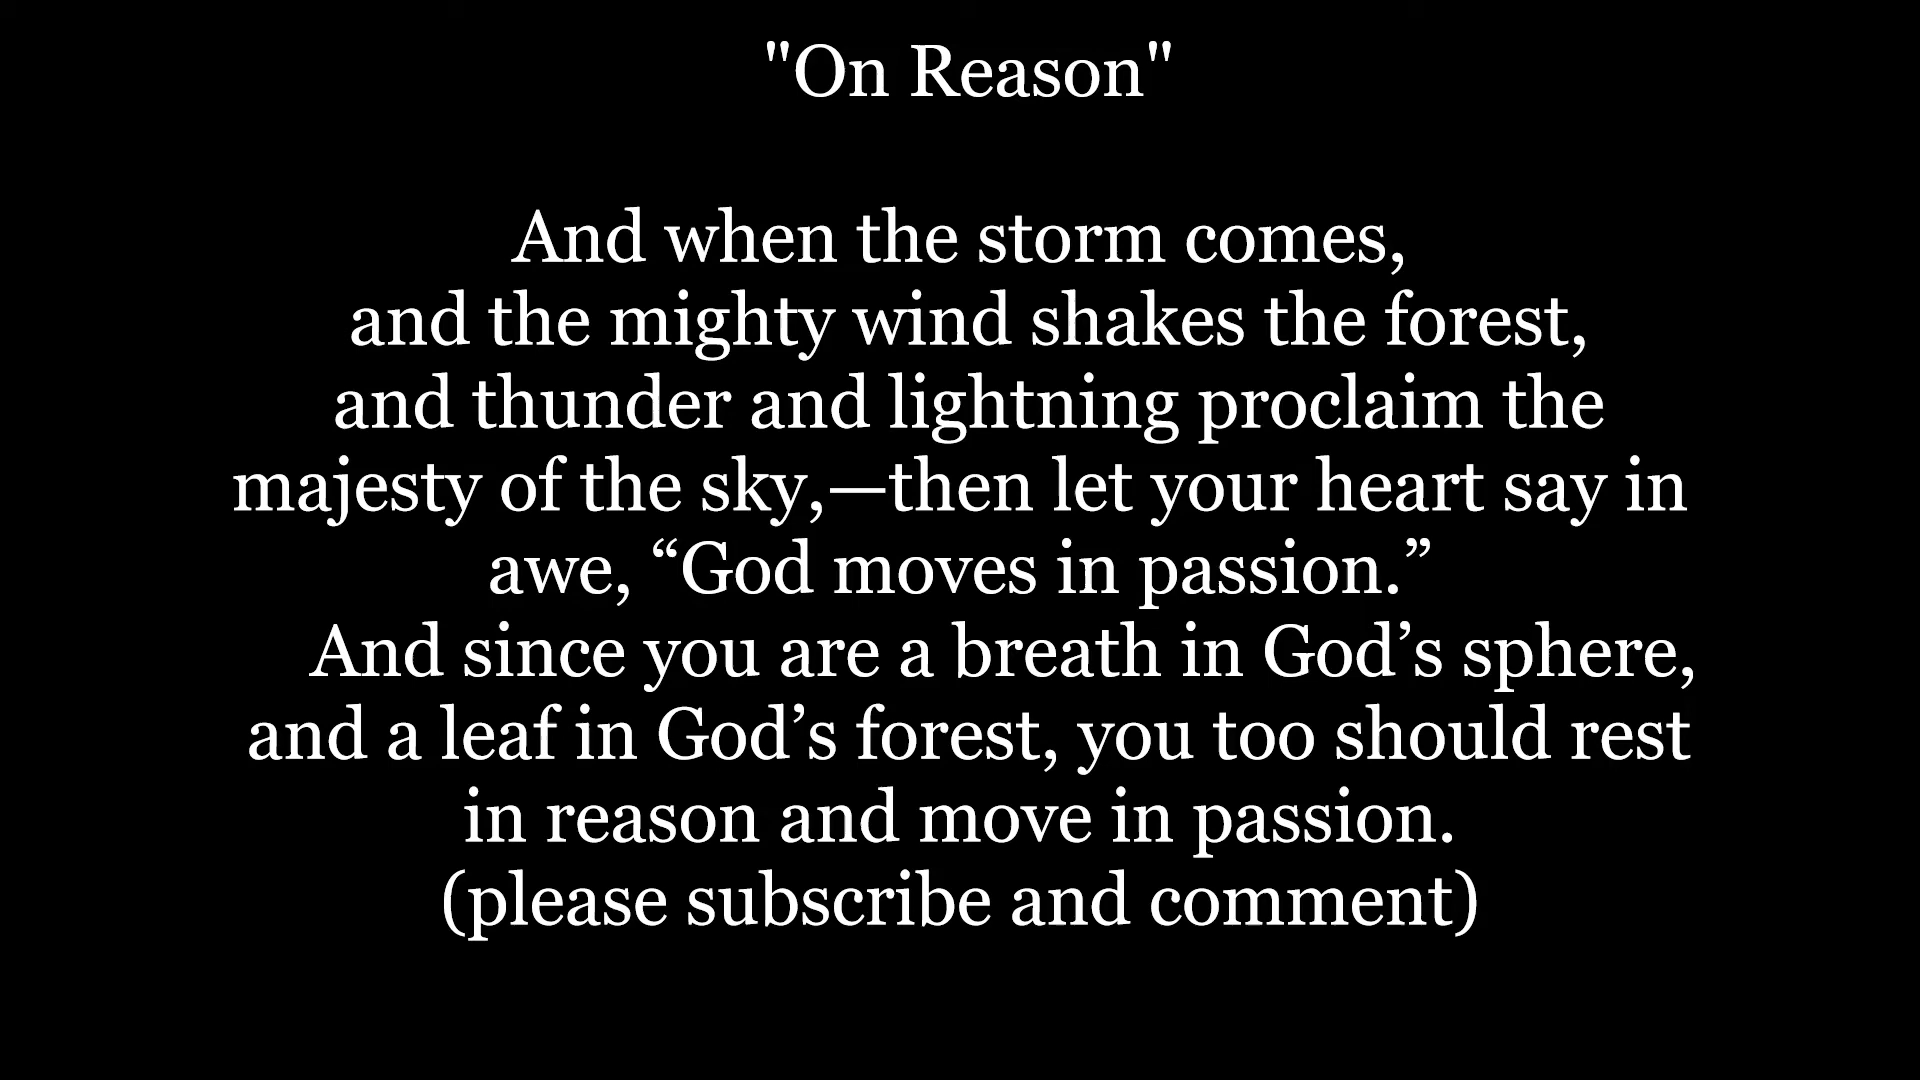 "On Reason"
And when the storm comes,
and the mighty wind shakes the forest,
and thunder and lightning proclaim the
majesty of the sky,—then let your heart say in
awe, “God moves in passion.”
And since you are a breath in God’s sphere,
and a leaf in God’s forest, you too should rest
in reason and move in passion.
(please subscribe and comment)